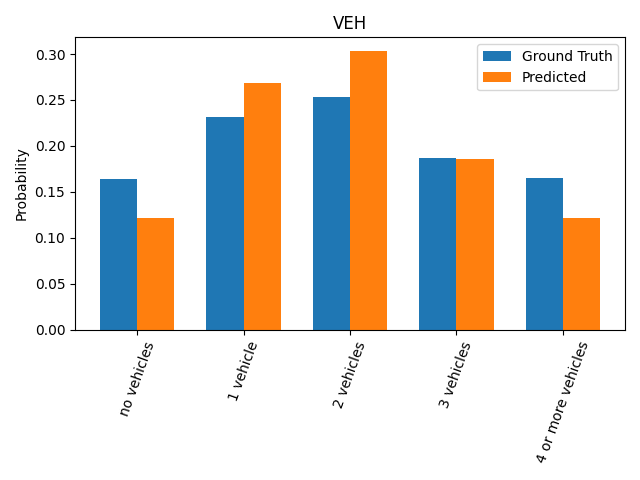 VEH
Ground Truth
Predicted
Probability
0.30
0.25
0.20
0.15
0.10
0.05
0.00
no vehicles
1 vehicle
2 vehicles
3 vehicles
4 or more vehicles